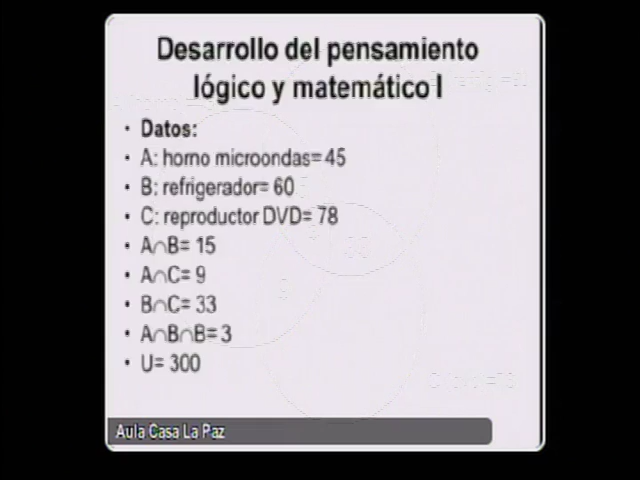 Desarrollo del pensamiento
lógico y matemático I
• Datos:
• A: horno microondas= 45
• B: refrigerador= 60
• C: reproductor DVD= 78
• A∩B= 15
• A∩C= 9
• B∩C= 33
• A∩B∩B= 3
• U= 300
Aula Casa La Paz